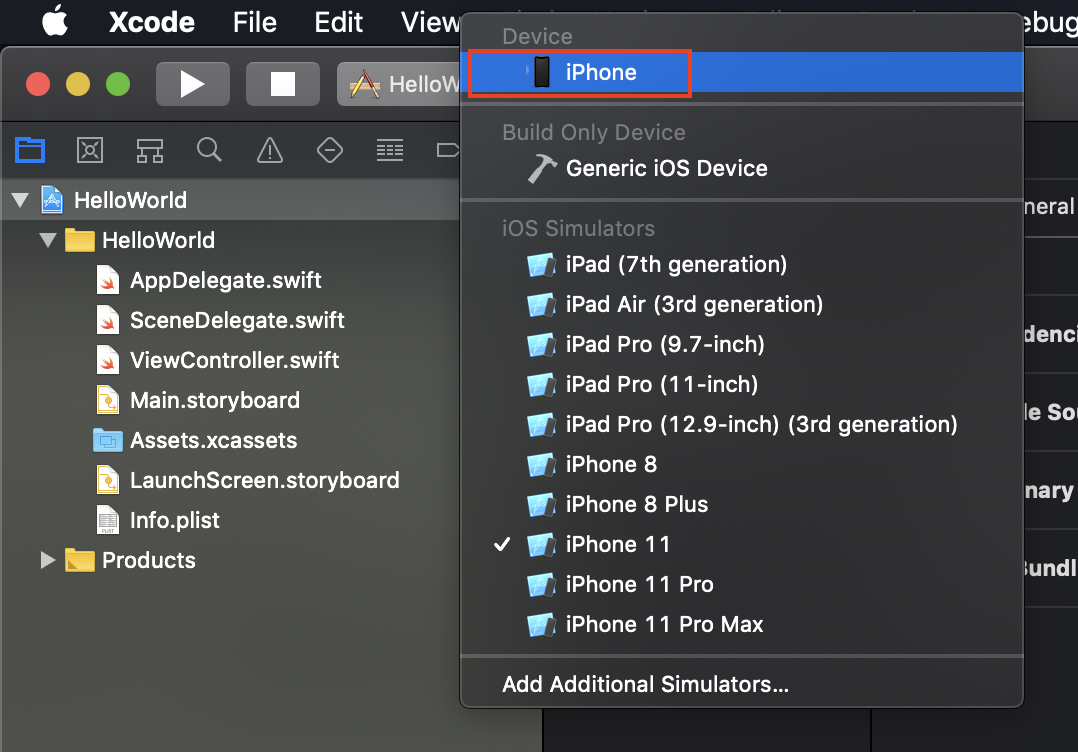 Xcode File Edit View
HelloW
HelloWorld
HelloWorld
AppDelegate.swift
SceneDelegate.swift
ViewController.swift
Main.storyboard
Assets.xcassets
LaunchScreen.storyboard
Info.plist
Products
Device
iPhone
Build Only Device
Generic iOS Device
iOS Simulators
iPad (7th generation)
iPad Air (3rd generation)
iPad Pro (9.7-inch)
iPad Pro (11-inch)
iPad Pro (12.9-inch) (3rd generation)
iPhone 8
iPhone 8 Plus
iPhone 11
iPhone 11 Pro
iPhone 11 Pro Max
Add Additional Simulators...
ebug
neral
denci
le Sou
nary
Bundl